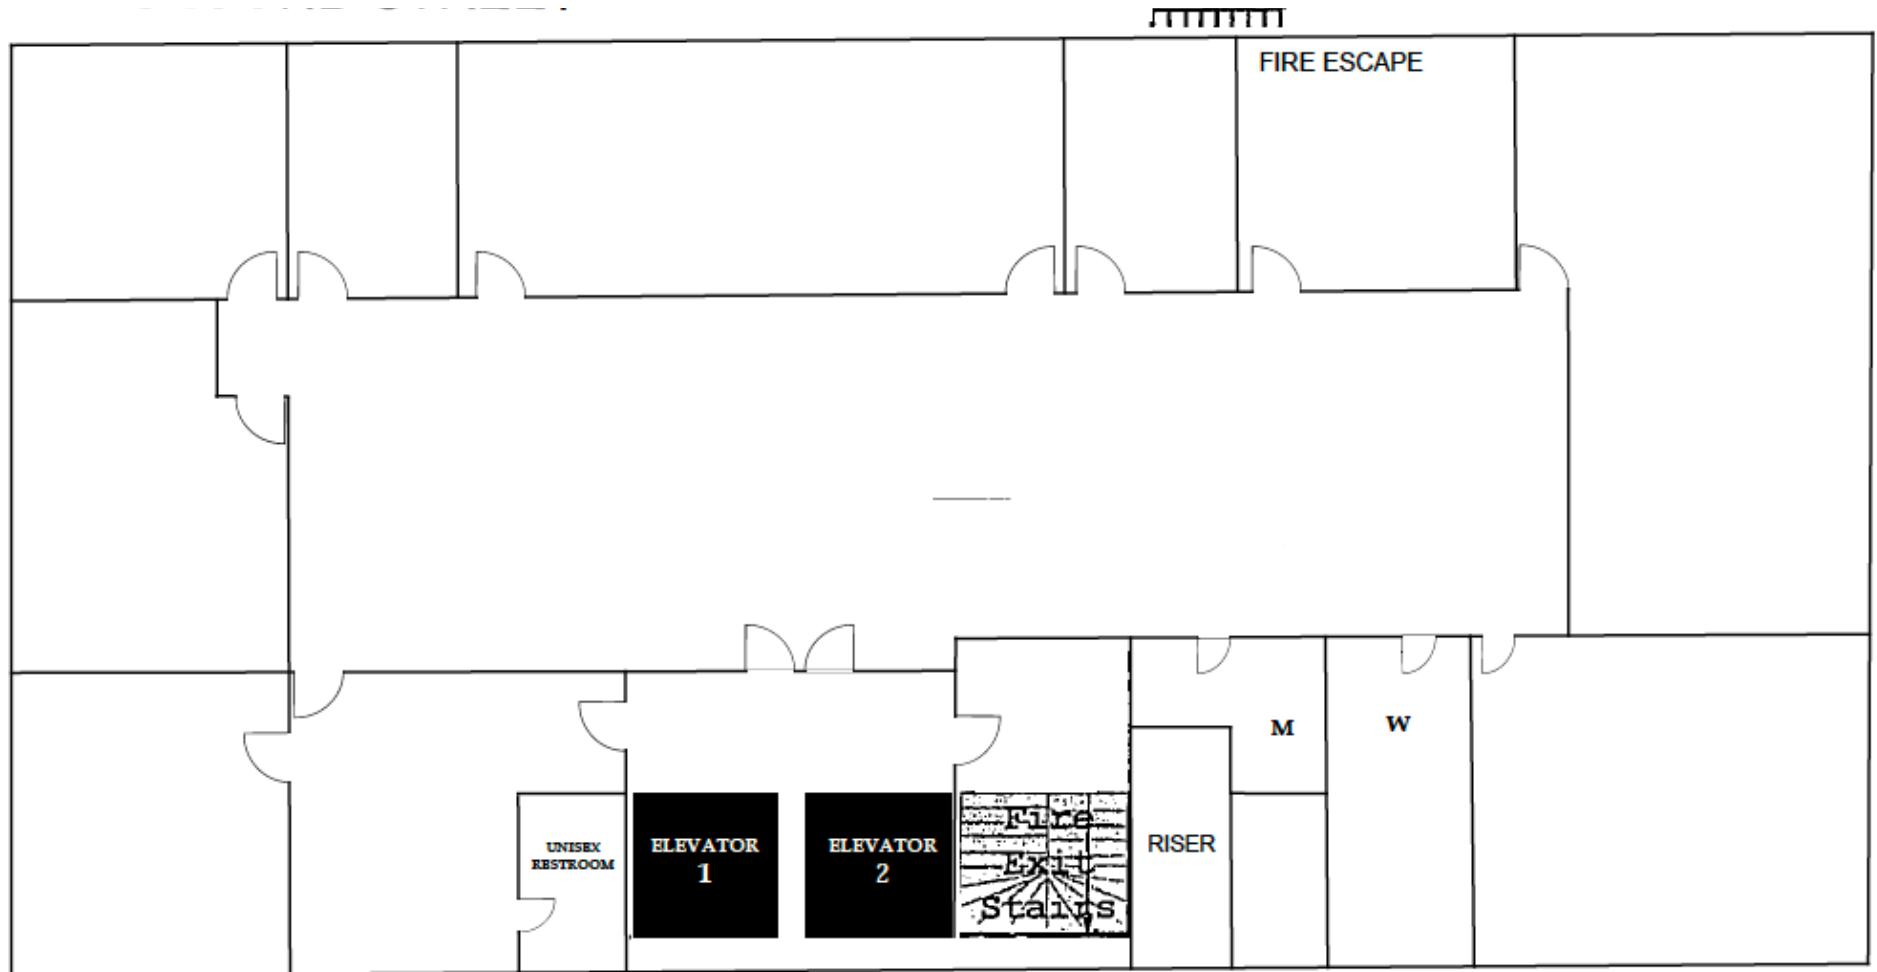 FIRE ESCAPE
M
W
UNISEX
RESTROOM
ELEVATOR
1
ELEVATOR
2
Fire
Exit
Stairs
RISER